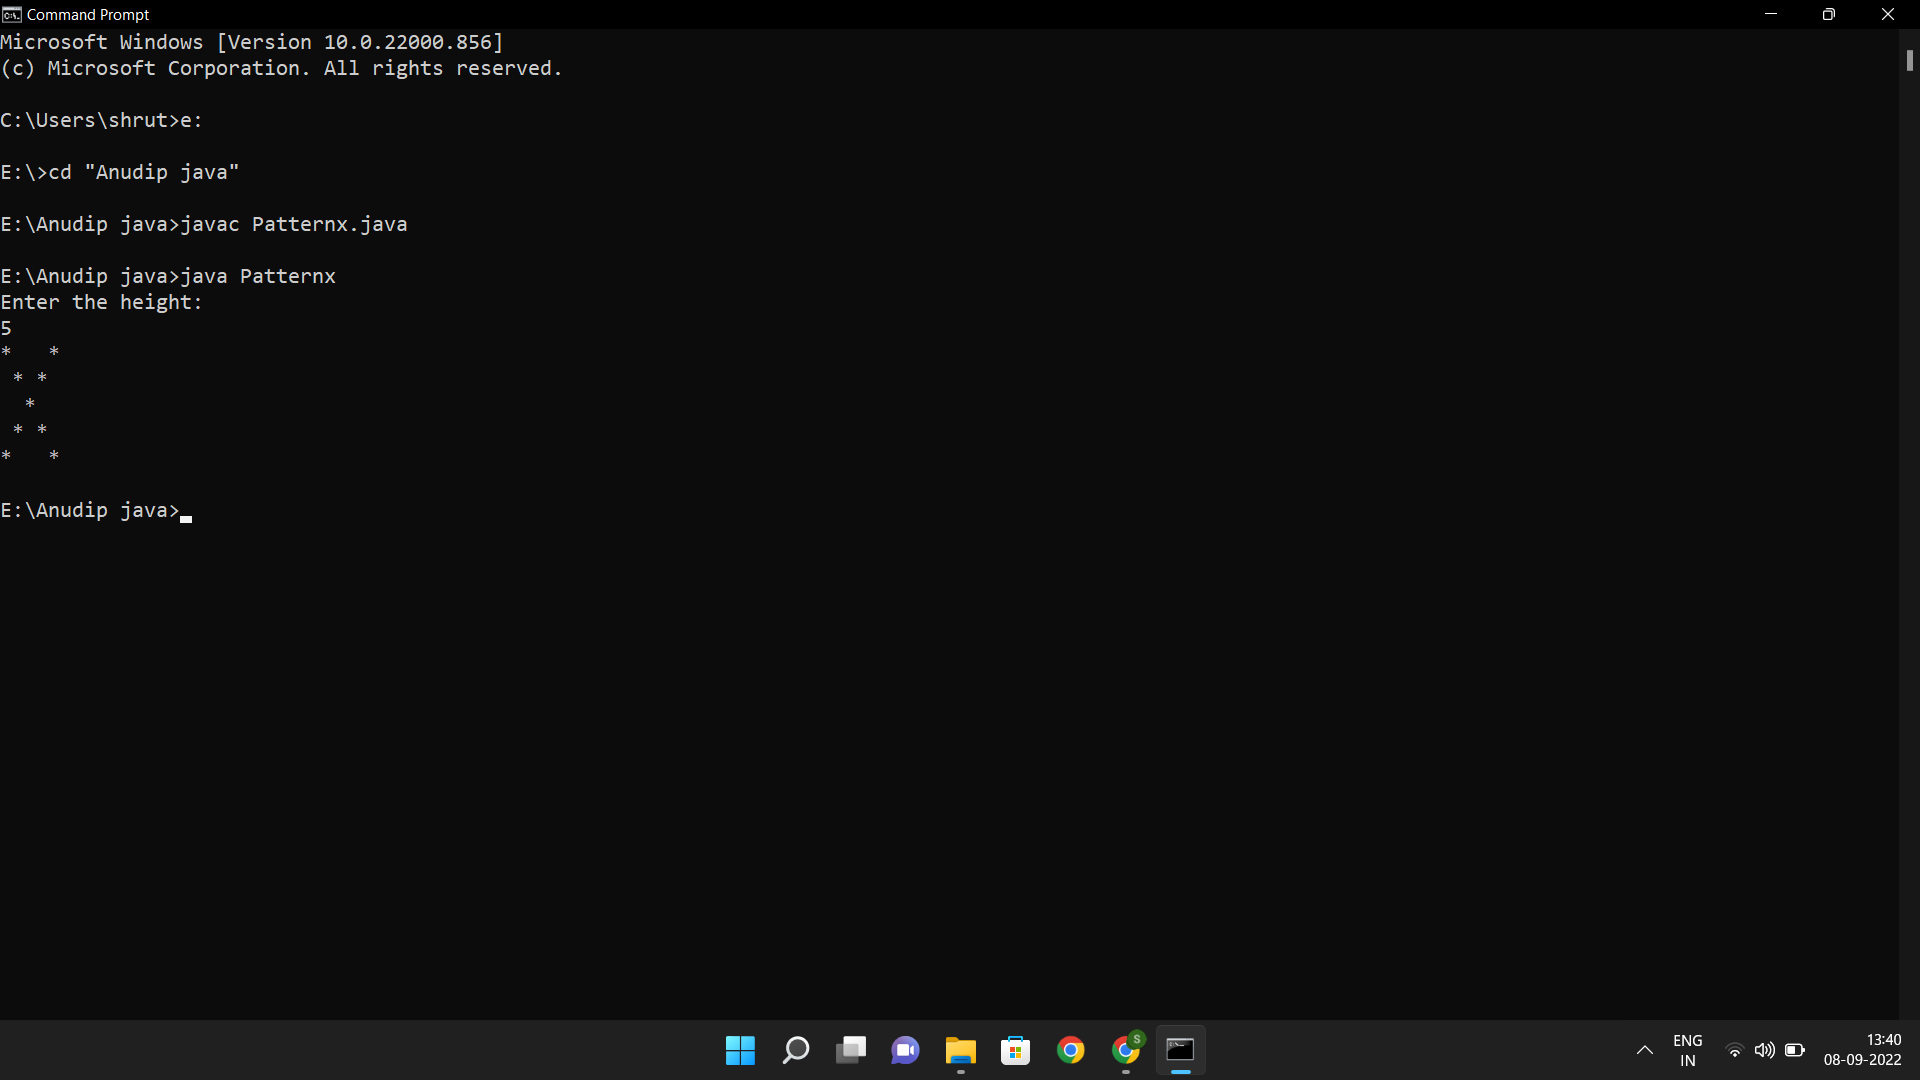 Command Prompt
Microsoft Windows [Version 10.0.22000.856]
(c) Microsoft Corporation. All rights reserved.

C:\Users\shrut>e:

E:\>cd "Anudip java"

E:\Anudip java>javac Patternx.java

E:\Anudip java>java Patternx
Enter the height:
5
*   *
 * *
  *
 * *
*   *

E:\Anudip java>
S
ENG
IN
13:40
08-09-2022